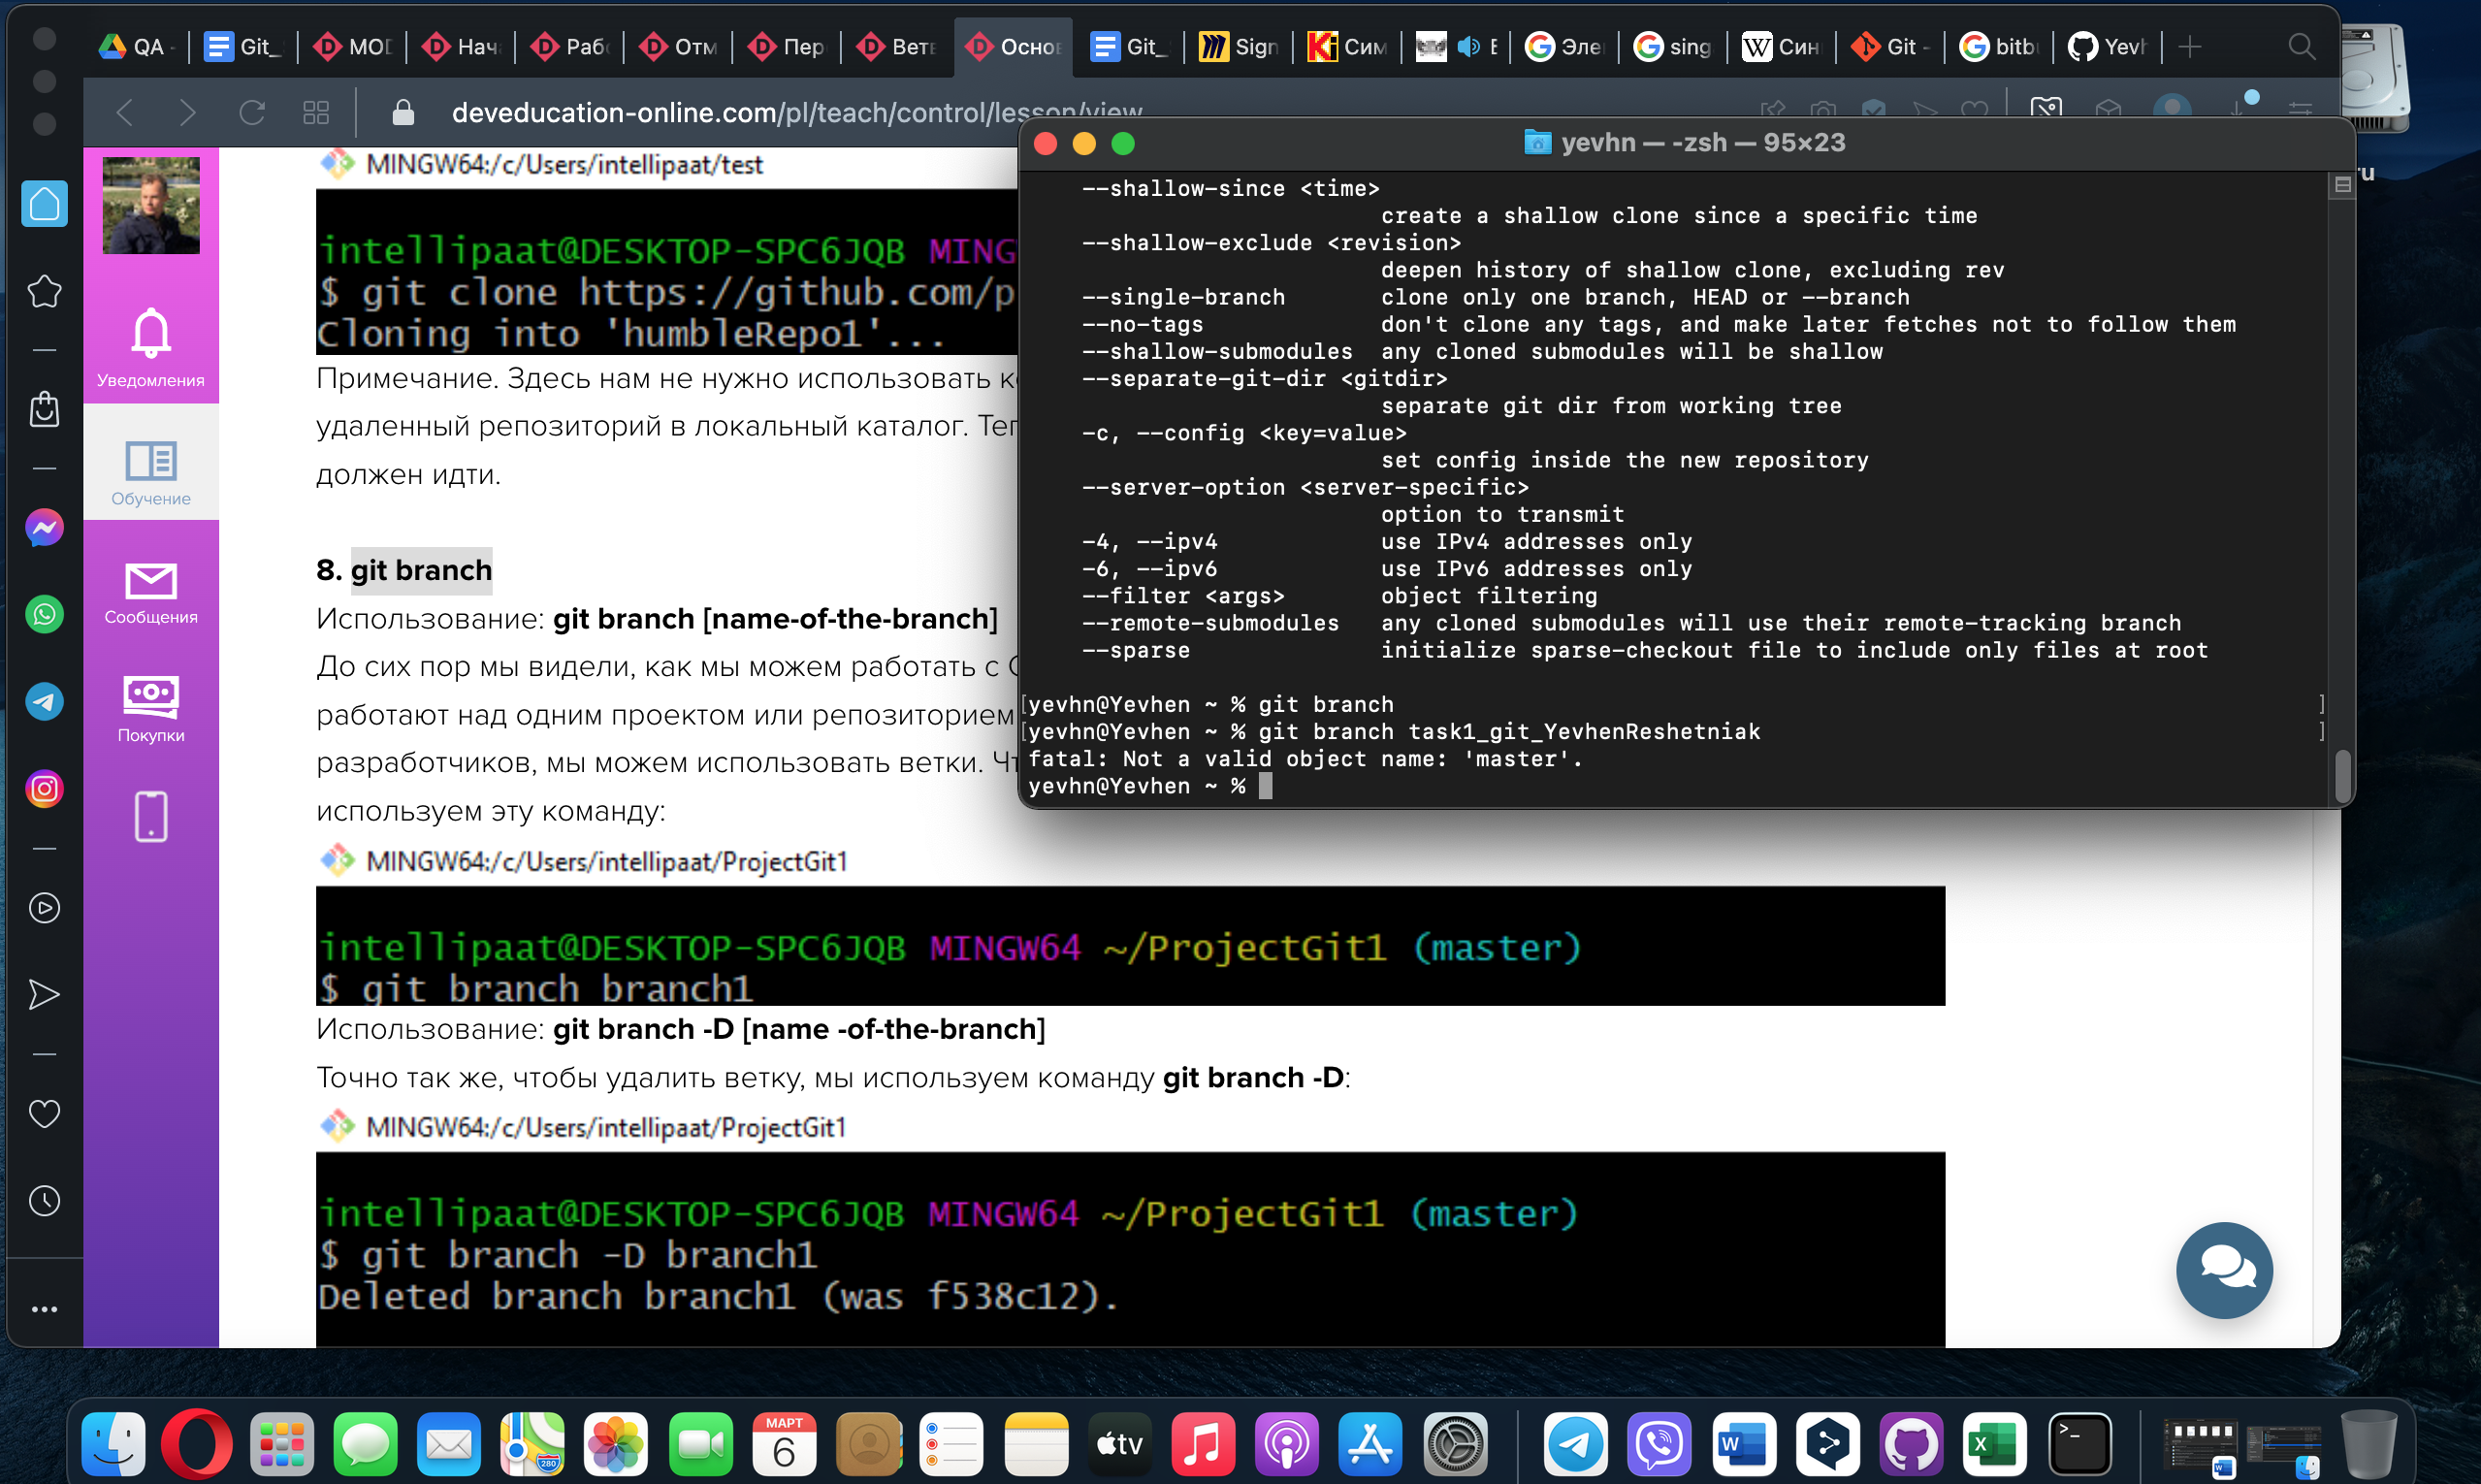 QA -
Git_
MOD
Нач
Раб
Отм
Пер
Ветв
Основ
Git_
Sign
Ki Сим
Эле
sing
W Син
Git -
bitbu
Yevh
deveducation-online.com/pl/teach/control/lesson/view
Уведомления
Обучение
Сообщения
Покупки
MINGW64:/c/Users/intellipaat/test
intellipaat@DESKTOP-SPC6JQB MING
$ git clone https://github.com/p
Cloning into 'humbleRepo1'...
Примечание. Здесь нам не нужно использовать
удаленный репозиторий в локальный каталог.
должен идти.
8. git branch
Использование: git branch [name-of-the-branch]
До сих пор мы видели, как мы можем работать с
работают над одним проектом или репозиторием
разработчиков, мы можем использовать ветки.
используем эту команду:
MINGW64:/c/Users/intellipaat/ProjectGit1
intellipaat@DESKTOP-SPC6JQB MINGW64 ~/ProjectGit1 (master)
$ git branch branch1
Использование: git branch -D [name -of-the-branch]
Точно так же, чтобы удалить ветку, мы используем команду git branch -D:
MINGW64:/c/Users/intellipaat/ProjectGit1
intellipaat@DESKTOP-SPC6JQB MINGW64 ~/ProjectGit1 (master)
$ git branch -D branch1
Deleted branch branch1 (was f538c12).
yevhn — -zsh — 95×23
--shallow-since <time>
create a shallow clone since a specific time
--shallow-exclude <revision>
deepen history of shallow clone, excluding rev
--single-branch clone only one branch, HEAD or --branch
--no-tags don't clone any tags, and make later fetches not to follow them
--shallow-submodules any cloned submodules will be shallow
--separate-git-dir <gitdir>
separate git dir from working tree
-c, --config <key=value>
set config inside the new repository
--server-option <server-specific>
option to transmit
-4, --ipv4 use IPv4 addresses only
-6, --ipv6 use IPv6 addresses only
--filter <args> object filtering
--remote-submodules any cloned submodules will use their remote-tracking branch
--sparse initialize sparse-checkout file to include only files at root
[yevhn@Yevhen ~ % git branch ]
[yevhn@Yevhen ~ % git branch task1_git_YevhenReshetniak ]
fatal: Not a valid object name: 'master'.
yevhn@Yevhen ~ %
ru
МАРТ
6
280
tv
W
X
>_